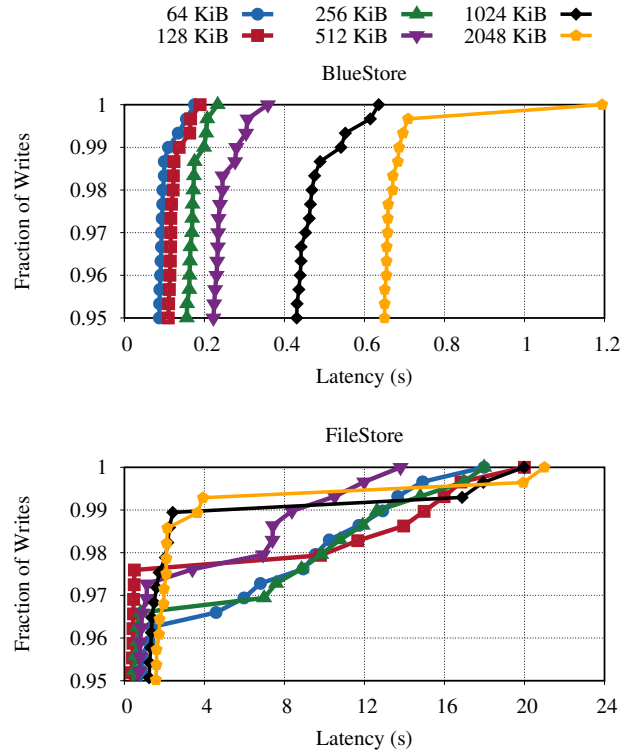 64 KiB 256 KiB 1024 KiB
128 KiB 512 KiB 2048 KiB
BlueStore
1
0.99
0.98
0.97
0.96
0.95
Fraction of Writes
0 0.2 0.4 0.6 0.8 1 1.2
Latency (s)
FileStore
1
0.99
0.98
0.97
0.96
0.95
Fraction of Writes
0 4 8 12 16 20 24
Latency (s)